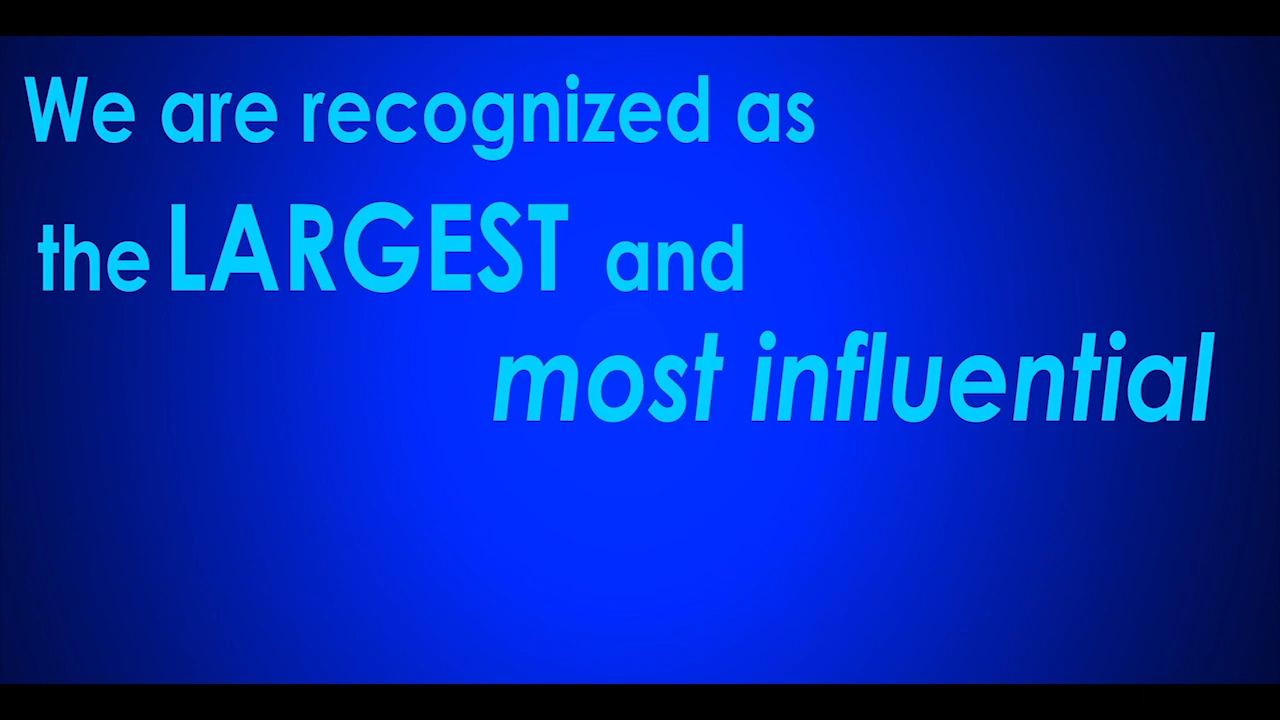 We are recognized as
the LARGEST and
most influential